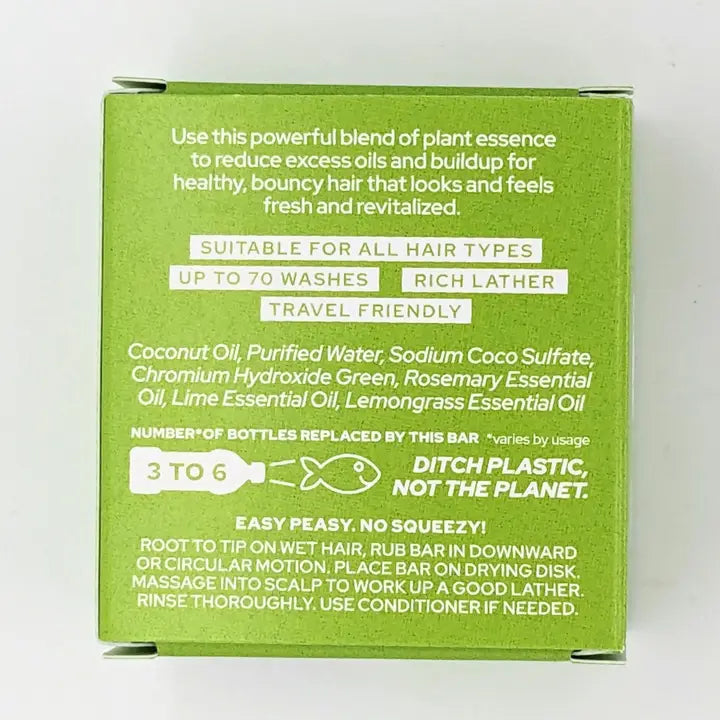 Use this powerful blend of plant essence
to reduce excess oils and buildup for
healthy, bouncy hair that looks and feels
fresh and revitalized.
SUITABLE FOR ALL HAIR TYPES
UP TO 70 WASHES RICH LATHER
TRAVEL FRIENDLY
Coconut Oil, Purified Water, Sodium Coco Sulfate,
Chromium Hydroxide Green, Rosemary Essential
Oil, Lime Essential Oil, Lemongrass Essential Oil
NUMBER*OF BOTTLES REPLACED BY THIS BAR *varies by usage
3 TO 6
DITCH PLASTIC,
NOT THE PLANET.
EASY PEASY. NO SQUEEZY!
ROOT TO TIP ON WET HAIR, RUB BAR IN DOWNWARD
OR CIRCULAR MOTION. PLACE BAR ON DRYING DISK.
MASSAGE INTO SCALP TO WORK UP A GOOD LATHER.
RINSE THOROUGHLY. USE CONDITIONER IF NEEDED.